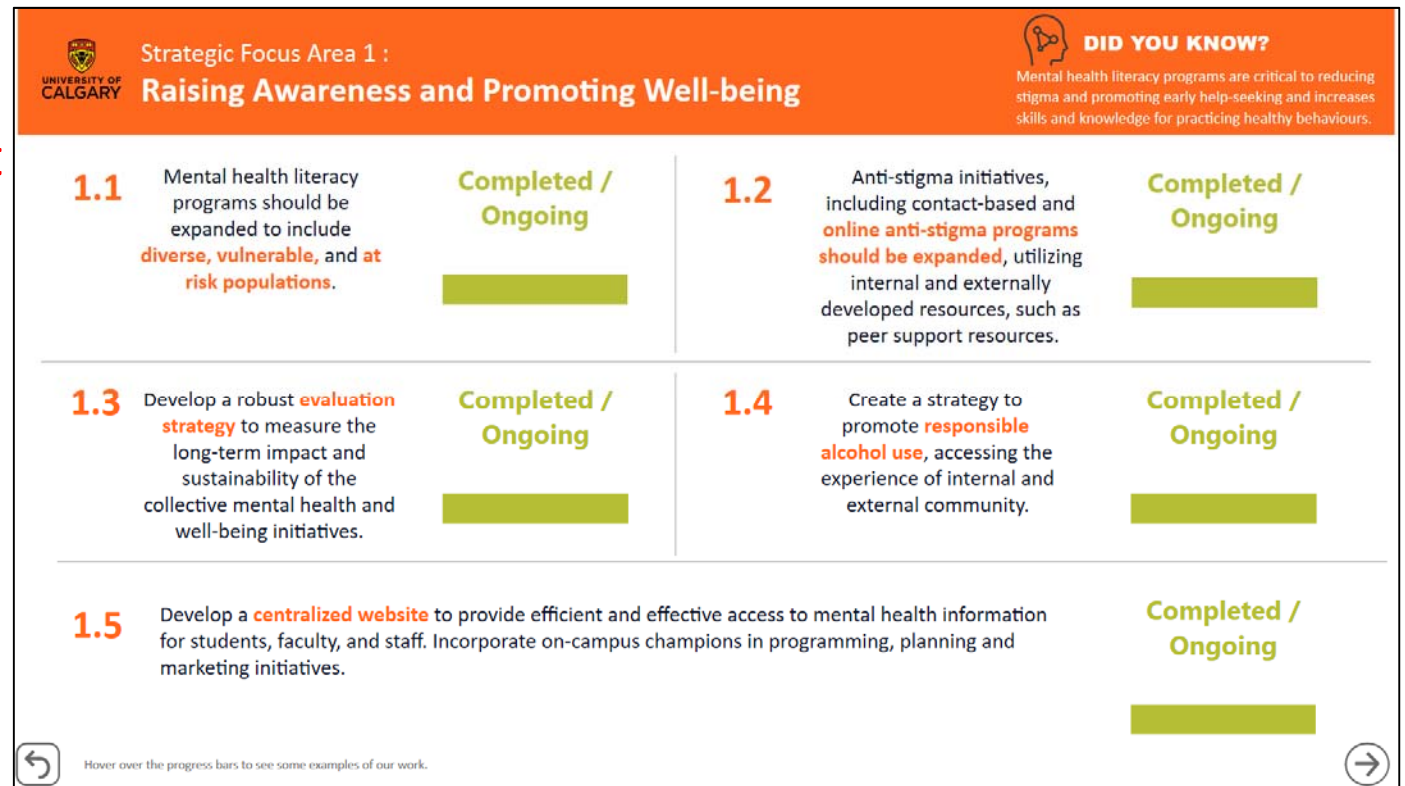 UNIVERSITY OF
CALGARY
Strategic Focus Area 1 :
Raising Awareness and Promoting Well-being
DID YOU KNOW?
Mental health literacy programs are critical to reducing
stigma and promoting early help-seeking and increases
skills and knowledge for practicing healthy behaviours.
1.1
Mental health literacy
programs should be
expanded to include
diverse, vulnerable, and at
risk populations.
Completed /
Ongoing
1.2
Anti-stigma initiatives,
including contact-based and
online anti-stigma programs
should be expanded, utilizing
internal and externally
developed resources, such as
peer support resources.
Completed /
Ongoing
1.3
Develop a robust evaluation
strategy to measure the
long-term impact and
sustainability of the
collective mental health and
well-being initiatives.
Completed /
Ongoing
1.4
Create a strategy to
promote responsible
alcohol use, accessing the
experience of internal and
external community.
Completed /
Ongoing
1.5
Develop a centralized website to provide efficient and effective access to mental health information
for students, faculty, and staff. Incorporate on-campus champions in programming, planning and
marketing initiatives.
Completed /
Ongoing
Hover over the progress bars to see some examples of our work.